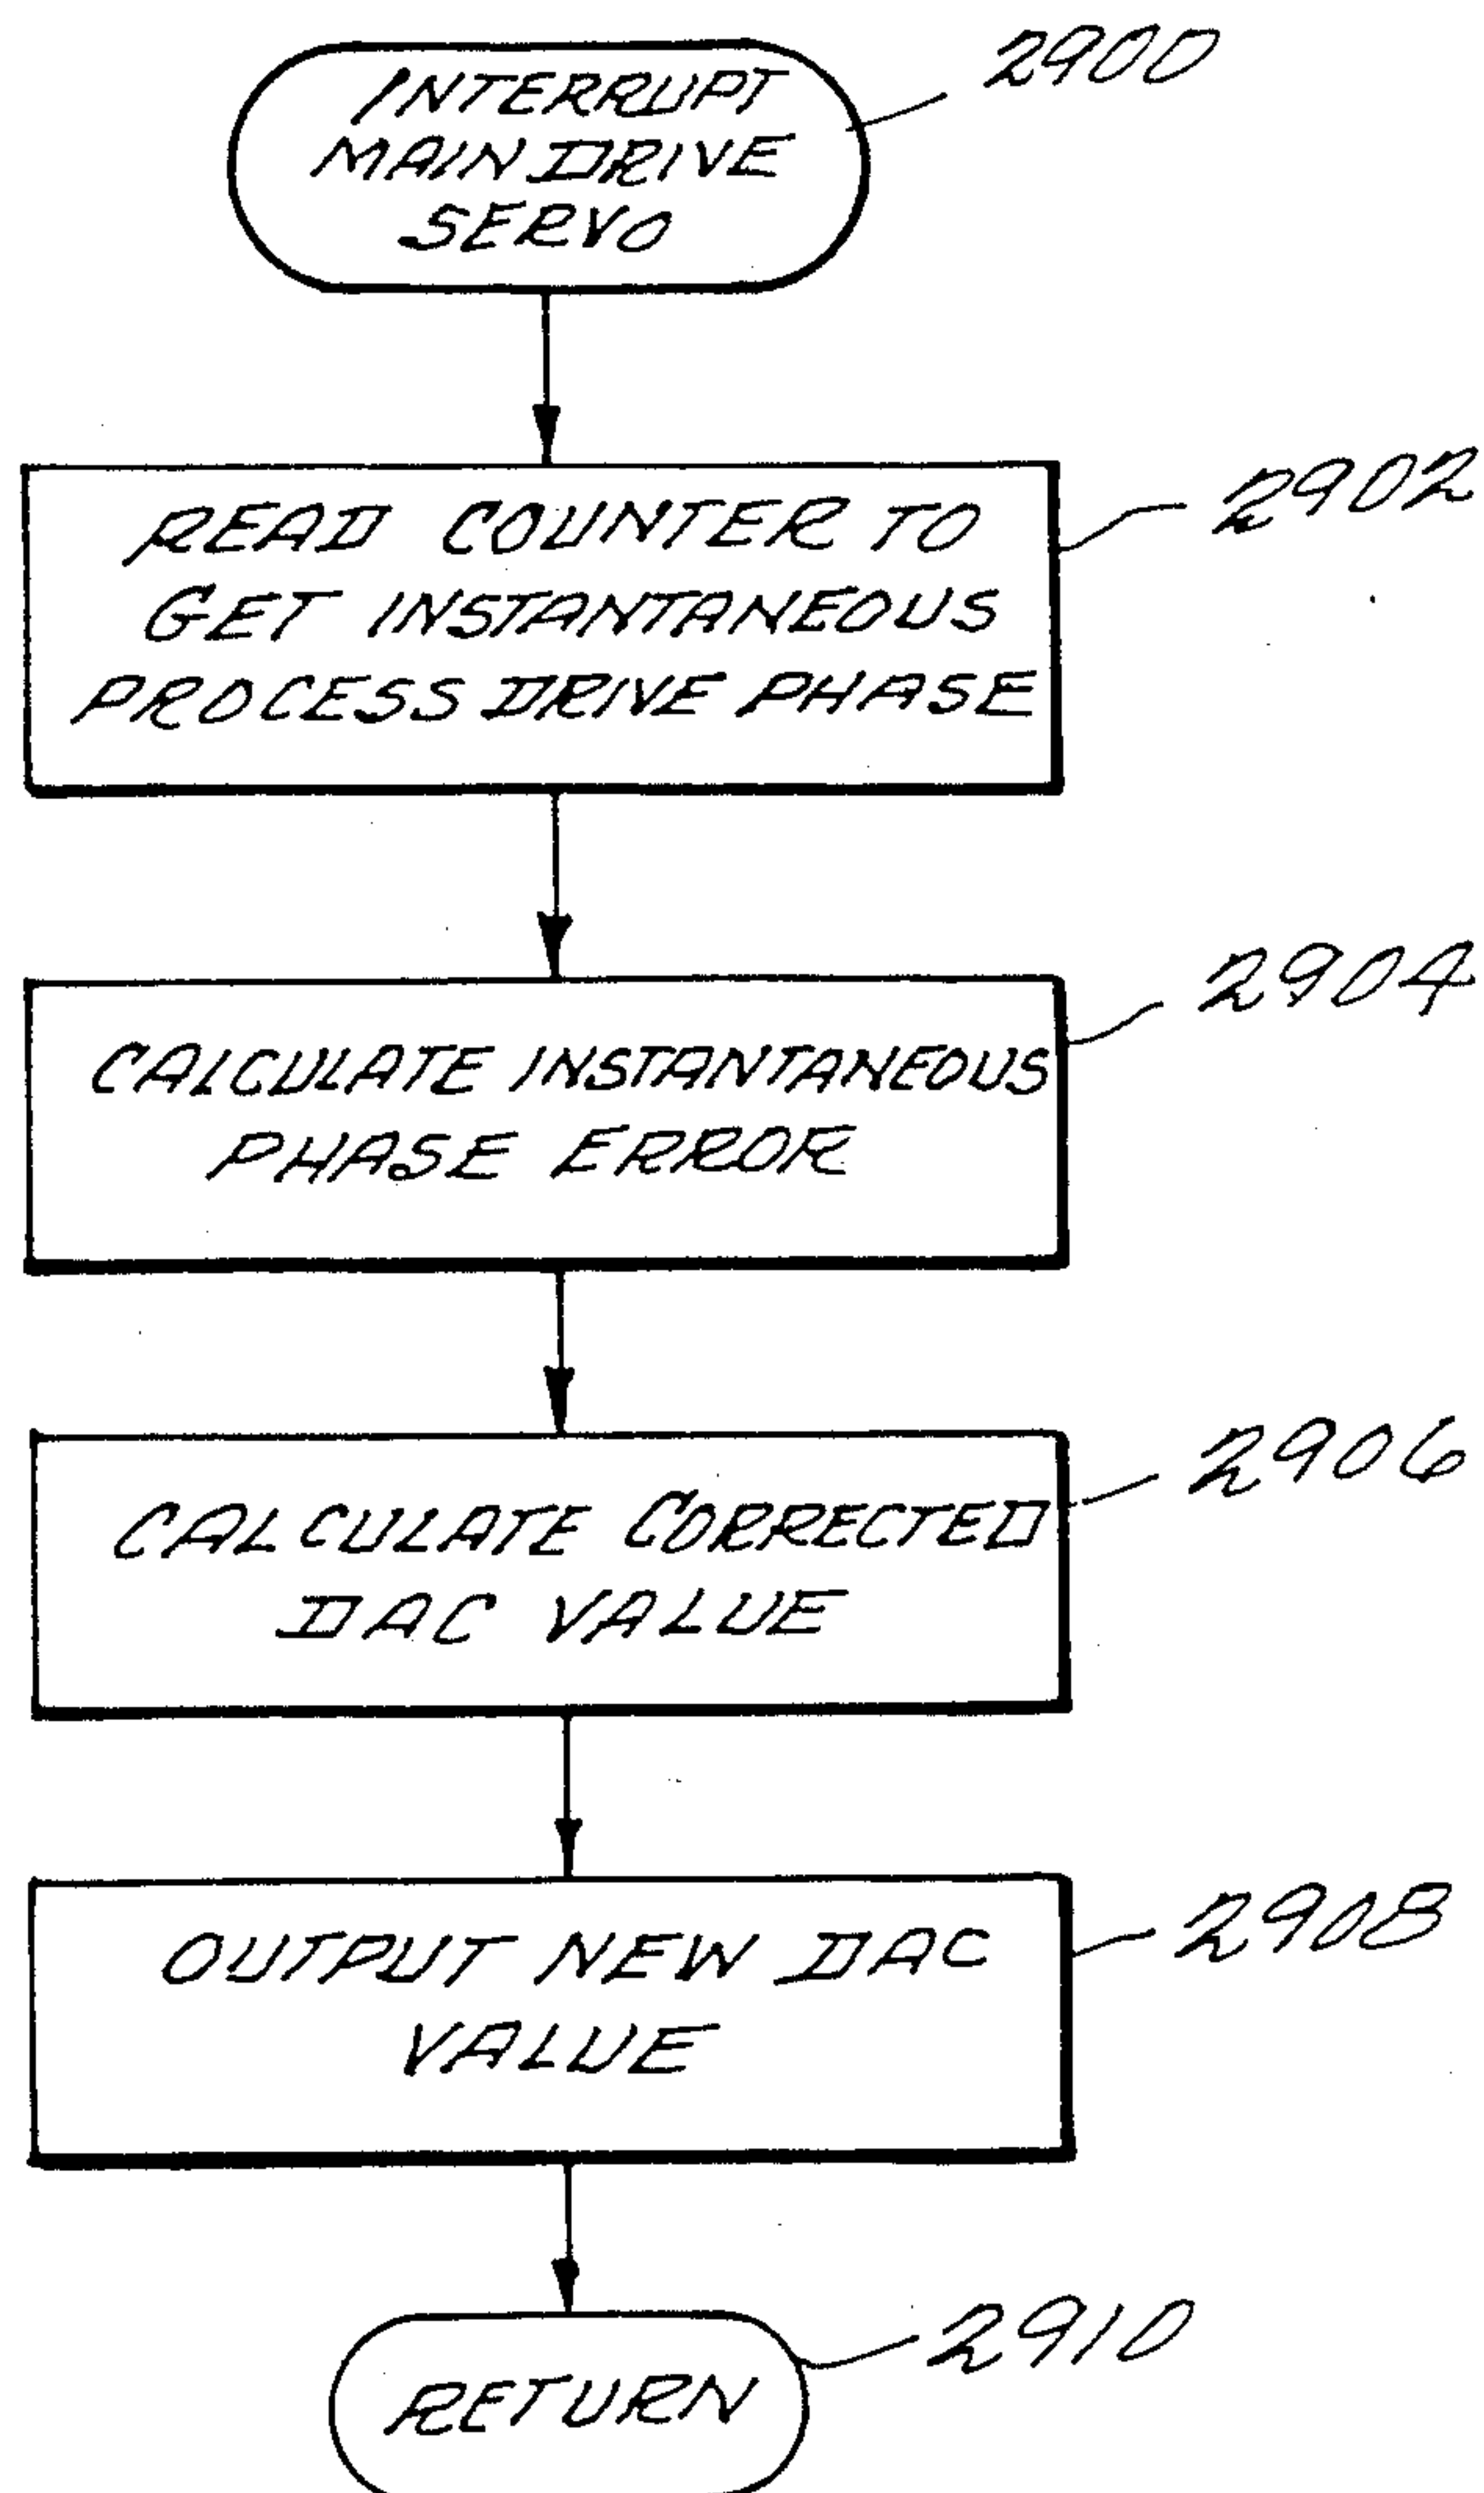 INTERRUPT
MAIN DRIVE
SERVO
2900
READ COUNTER TO
GET INSTANTANEOUS
PROCESS DRIVE PHASE
2902
CALCULATE INSTANTANEOUS
PHASE ERROR
2904
CALCULATE CORRECTED
DAC VALUE
2906
OUTPUT NEW DAC
VALUE
2908
RETURN
2910